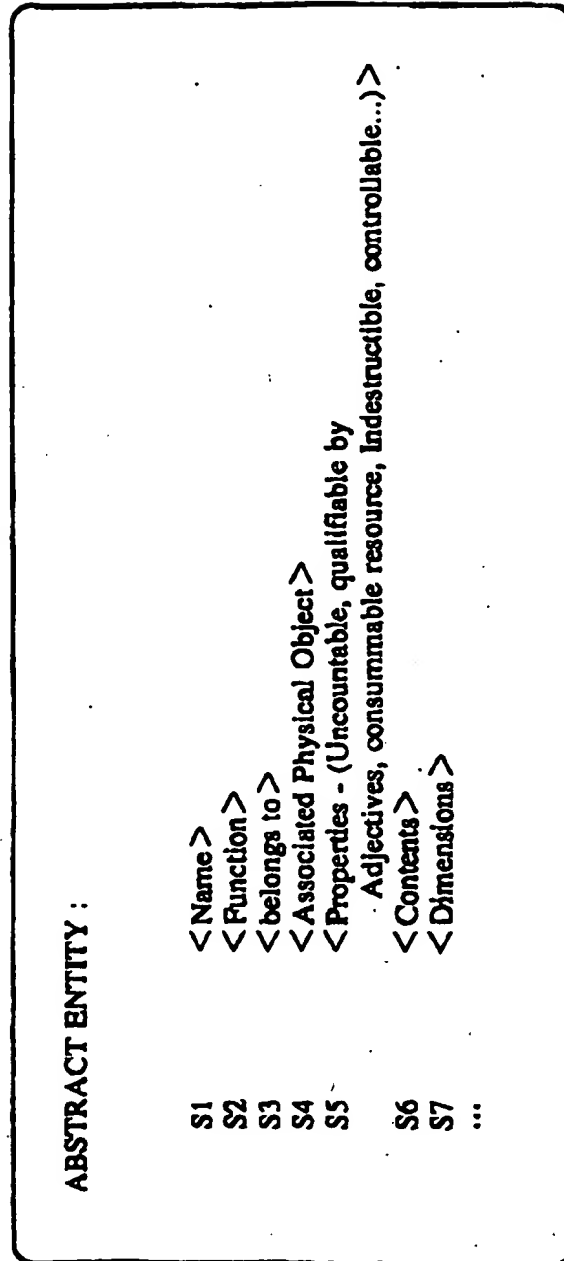 ABSTRACT ENTITY :
S1 <Name>
S2 <Function>
S3 <belongs to>
S4 <Associated Physical Object>
S5 <Properties - (Uncountable, qualifiable by
Adjectives, consummable resource, Indestructible, controllable...)>
S6 <Contents>
S7 <Dimensions>
...